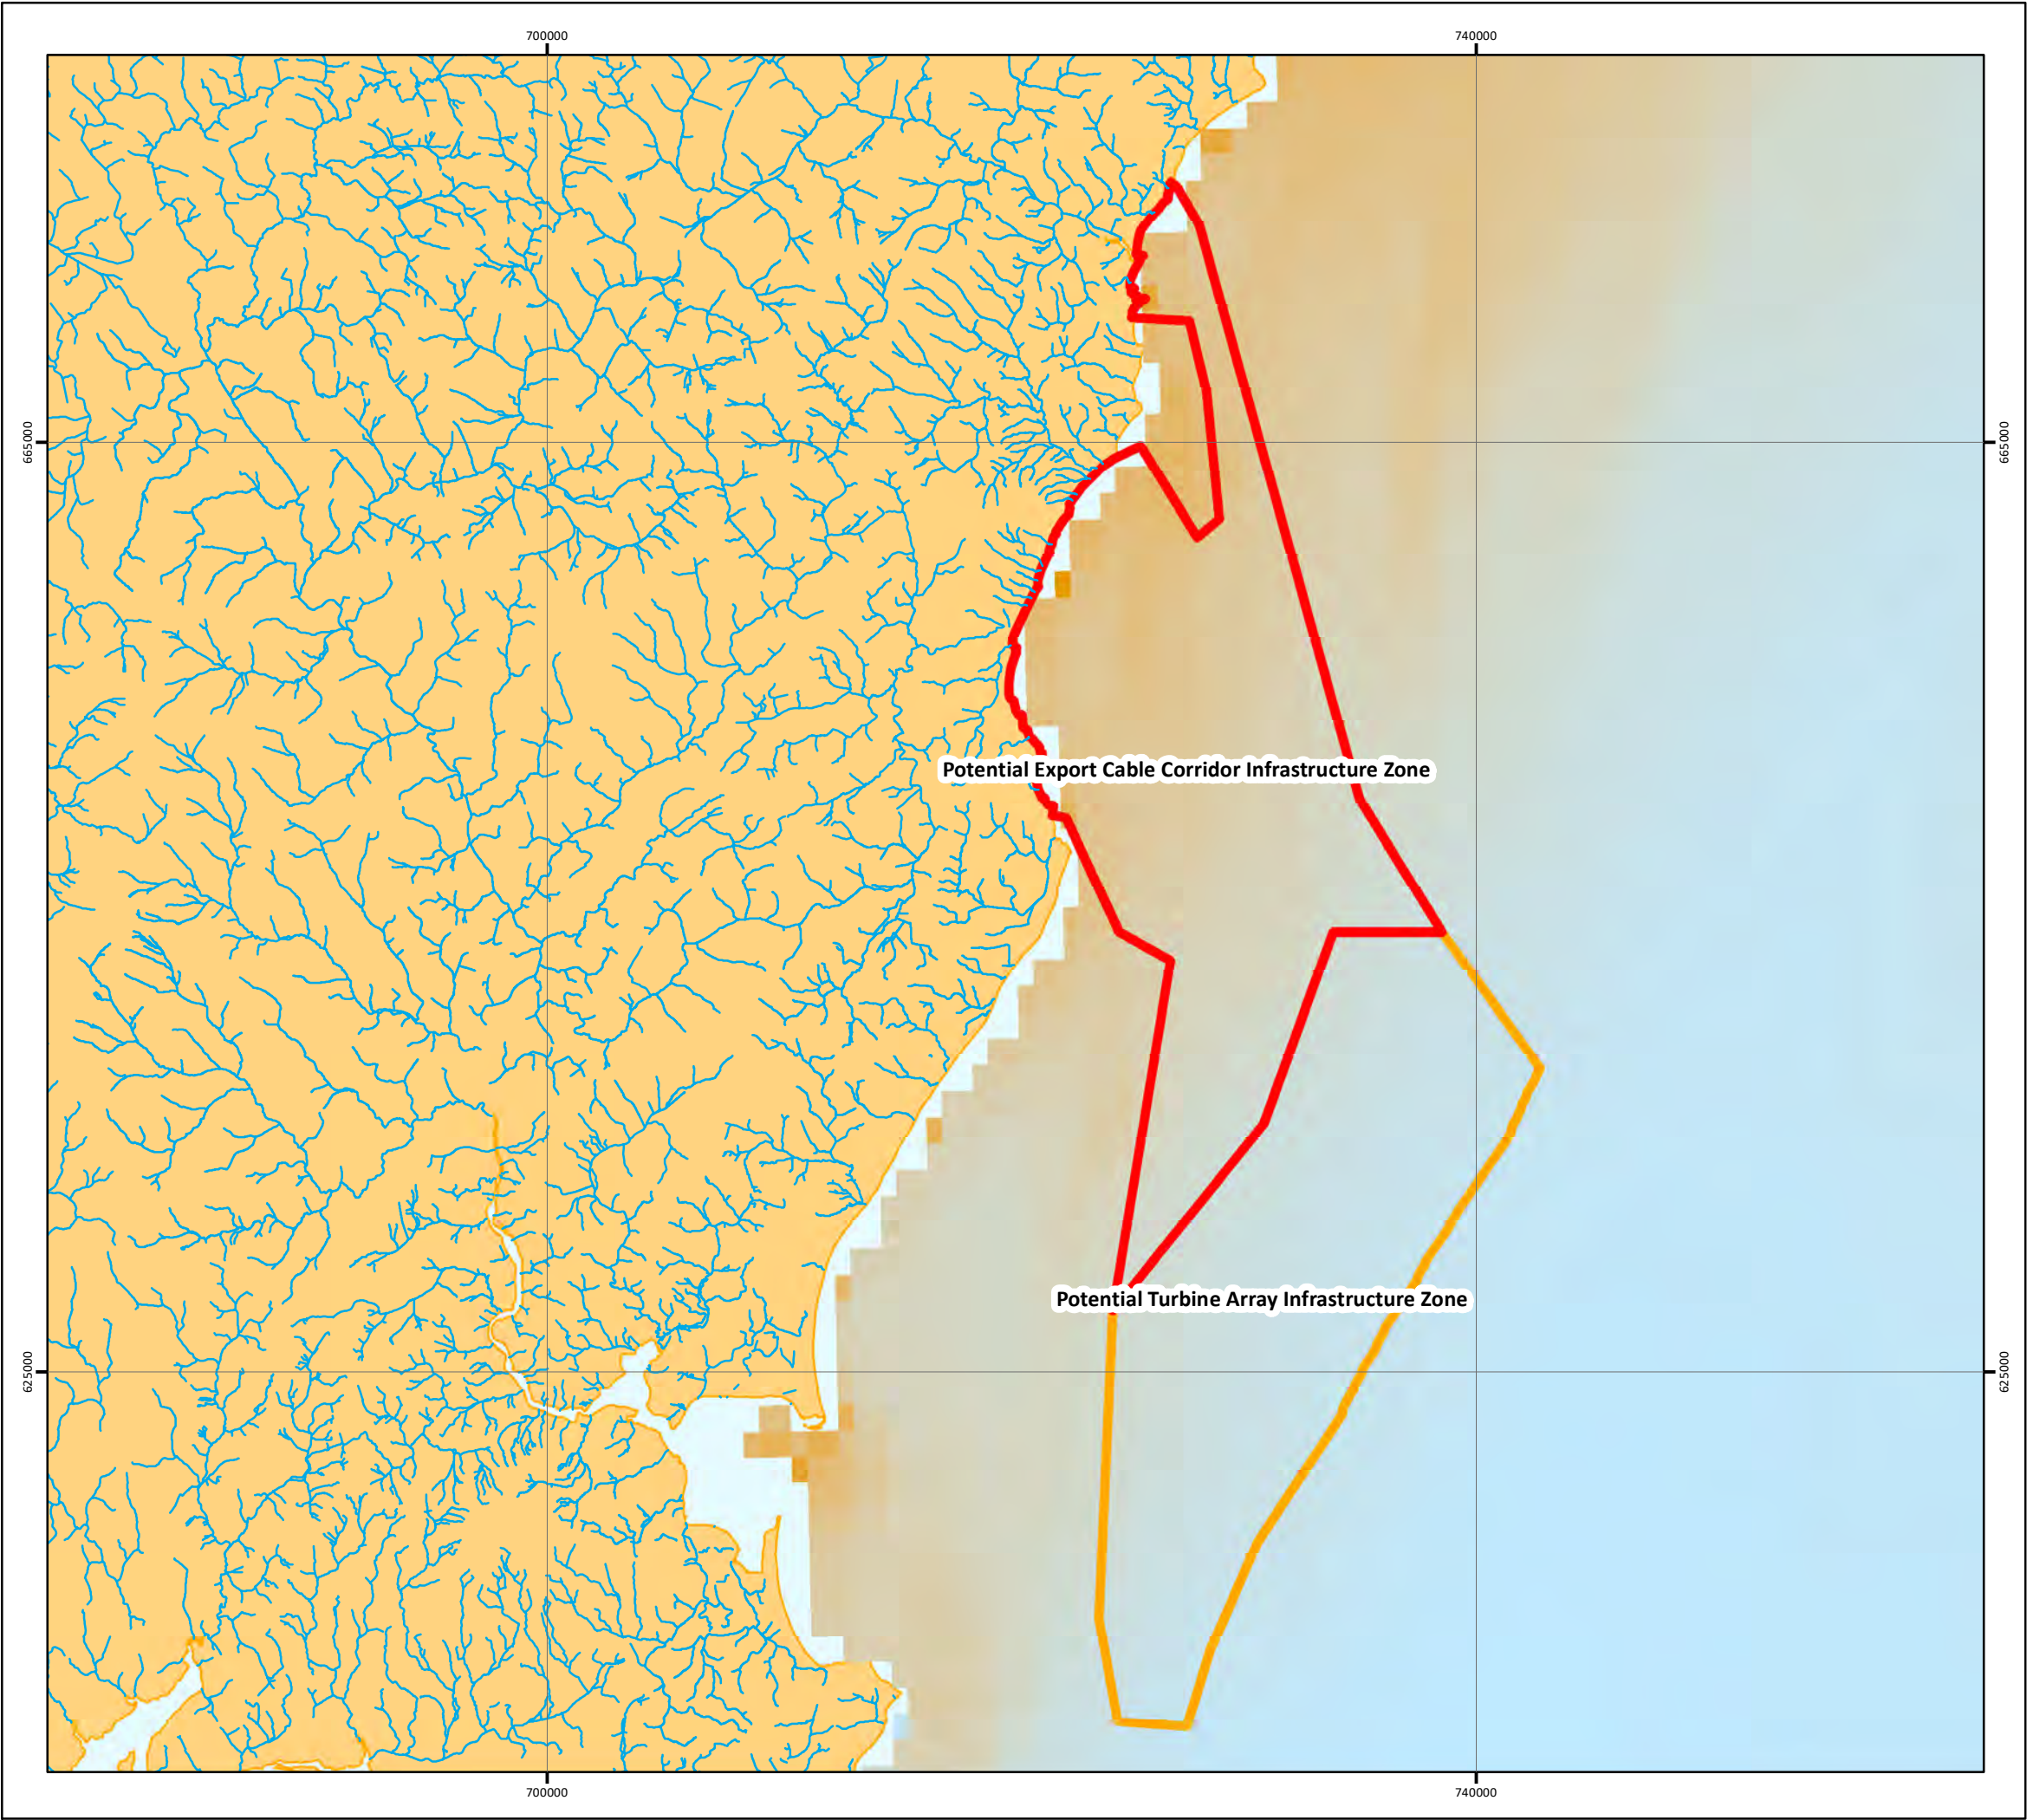 700000 740000
665000 665000
Potential Export Cable Corridor Infrastructure Zone
Potential Turbine Array Infrastructure Zone
625000 625000
700000 740000